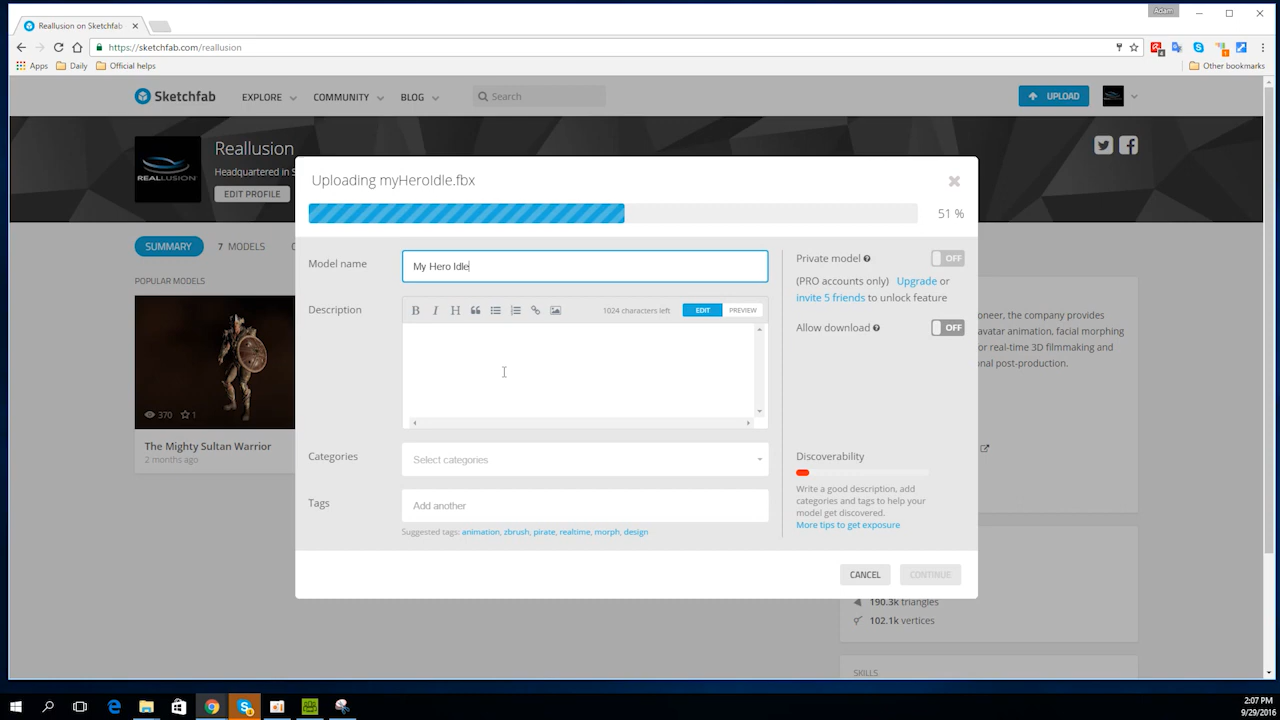 Adam
Reallusion on Sketchfab
https://sketchfab.com/reallusion
Apps Daily Official helps Other bookmarks
Sketchfab EXPLORE COMMUNITY BLOG Search UPLOAD
REALLUSION
Reallusion
Headquartered in S
EDIT PROFILE
SUMMARY 7 MODELS C
POPULAR MODELS
370 1
The Mighty Sultan Warrior
2 months ago
Uploading myHeroIdle.fbx
51 %
Model name My Hero Idle
Description 1024 characters left EDIT PREVIEW
B I H
Categories Select categories
Tags Add another
Suggested tags: animation, zbrush, pirate, realtime, morph, design
Private model OFF
(PRO accounts only) Upgrade or
invite 5 friends to unlock feature
Allow download OFF
Discoverability
Write a good description, add
categories and tags to help your
model get discovered.
More tips to get exposure
CANCEL CONTINUE
oneer, the company provides
avatar animation, facial morphing
or real-time 3D filmmaking and
onal post-production.
190.3k triangles
102.1k vertices
SKILLS
2:07 PM
9/29/2016